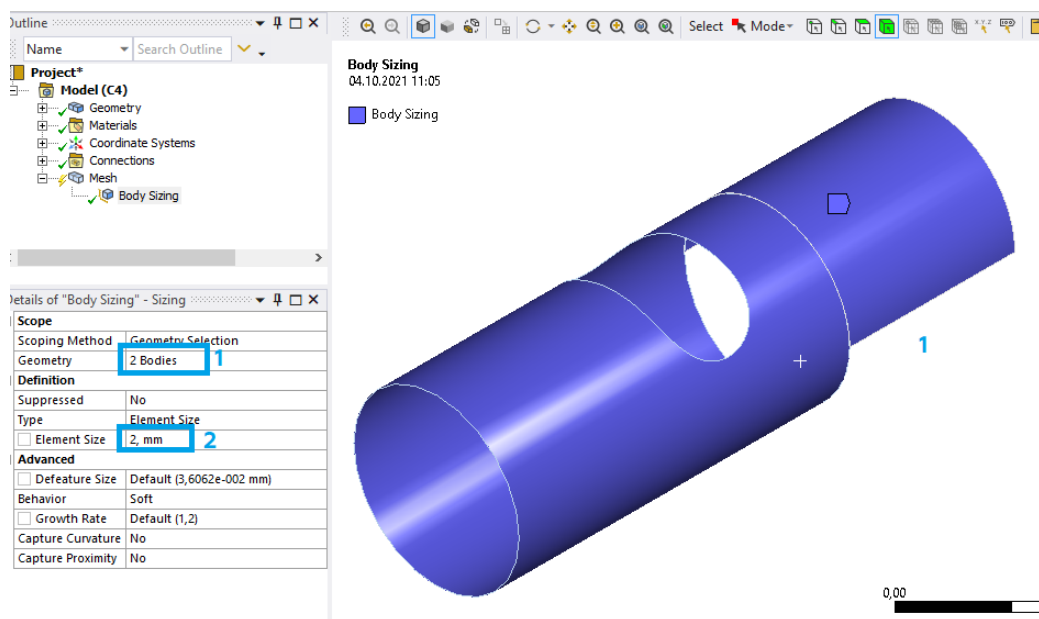 Outline
Name Search Outline
Project*
Model (C4)
Geometry
Materials
Coordinate Systems
Connections
Mesh
Body Sizing
Details of "Body Sizing" - Sizing
Scope
Scoping Method Geometry Selection
Geometry 2 Bodies 1
Definition
Suppressed No
Type Element Size
Element Size 2, mm 2
Advanced
Defeature Size Default (3,6062e-002 mm)
Behavior Soft
Growth Rate Default (1,2)
Capture Curvature No
Capture Proximity No
Select Mode
Body Sizing
04.10.2021 11:05
Body Sizing
1
0,00